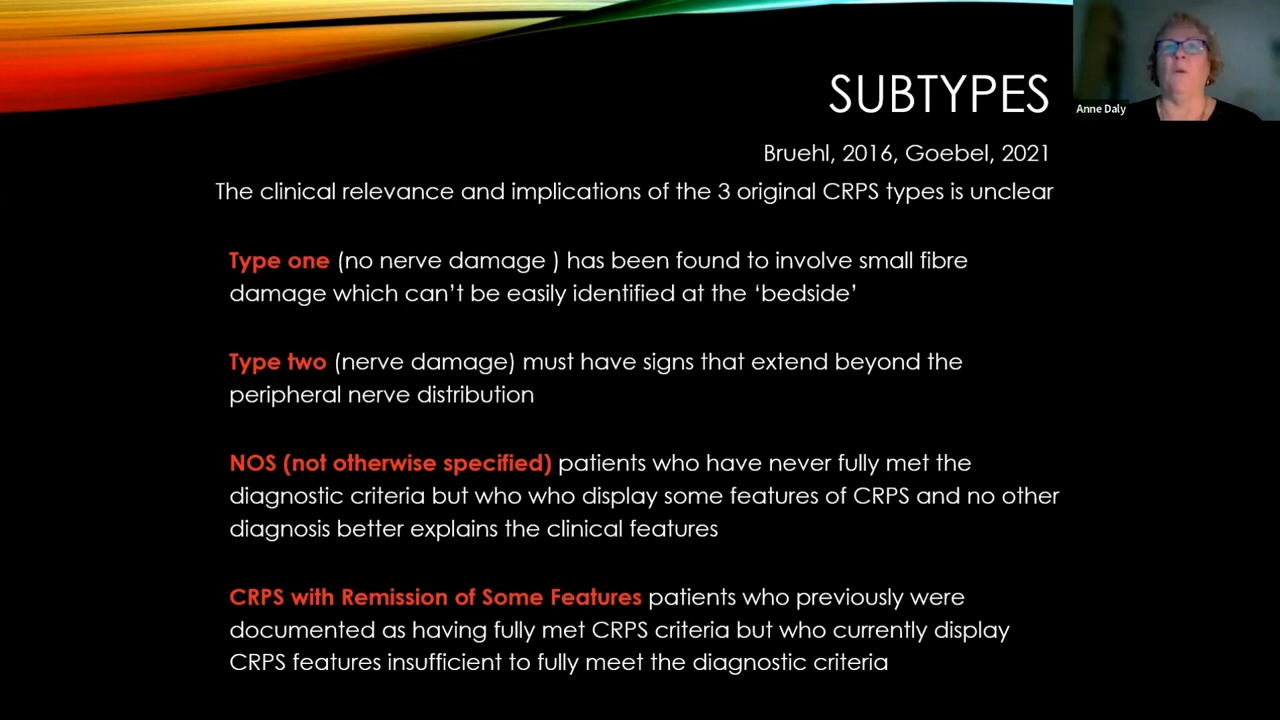 SUBTYPES
Anne Daly
Bruehl, 2016, Goebel, 2021
The clinical relevance and implications of the 3 original CRPS types is unclear
Type one (no nerve damage ) has been found to involve small fibre
damage which can’t be easily identified at the ‘bedside’
Type two (nerve damage) must have signs that extend beyond the
peripheral nerve distribution
NOS (not otherwise specified) patients who have never fully met the
diagnostic criteria but who who display some features of CRPS and no other
diagnosis better explains the clinical features
CRPS with Remission of Some Features patients who previously were
documented as having fully met CRPS criteria but who currently display
CRPS features insufficient to fully meet the diagnostic criteria